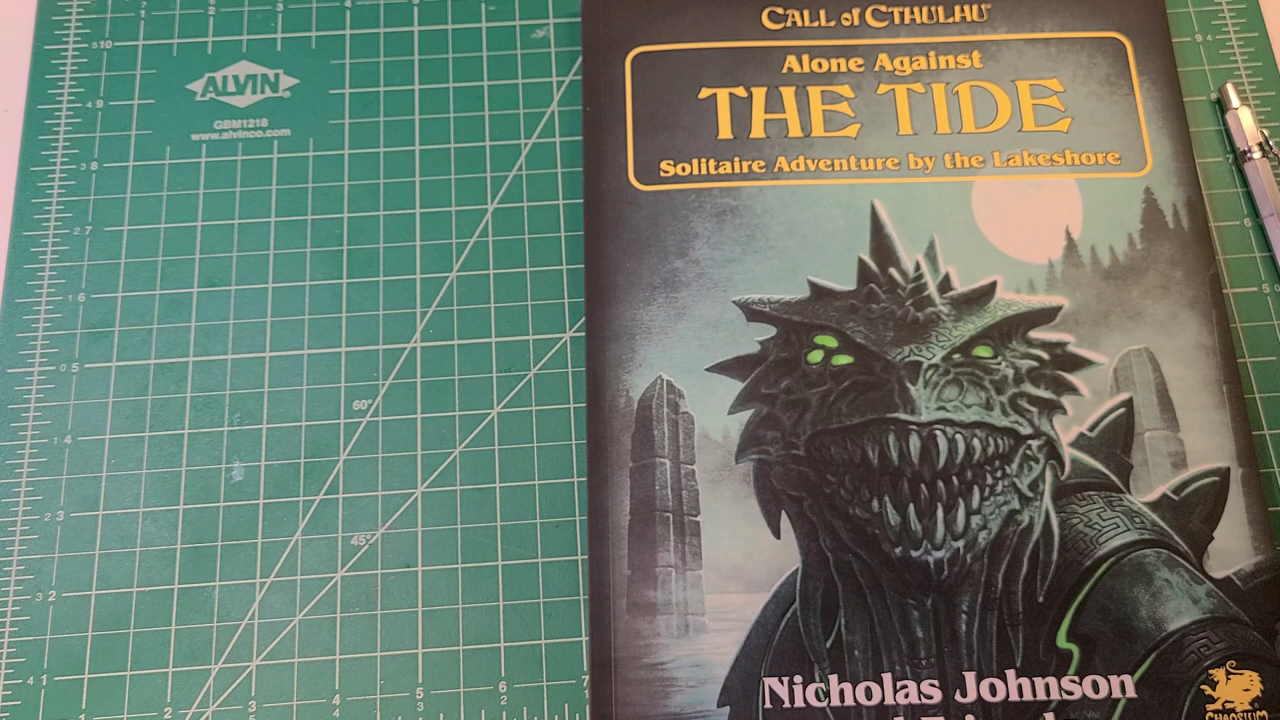 ALVIN
GBM1218
www.alvinco.com
60°
45°
CALL of CTHULHU
Alone Against
THE TIDE
Solitaire Adventure by the Lakeshore
Nicholas Johnson
CHAOSIUM